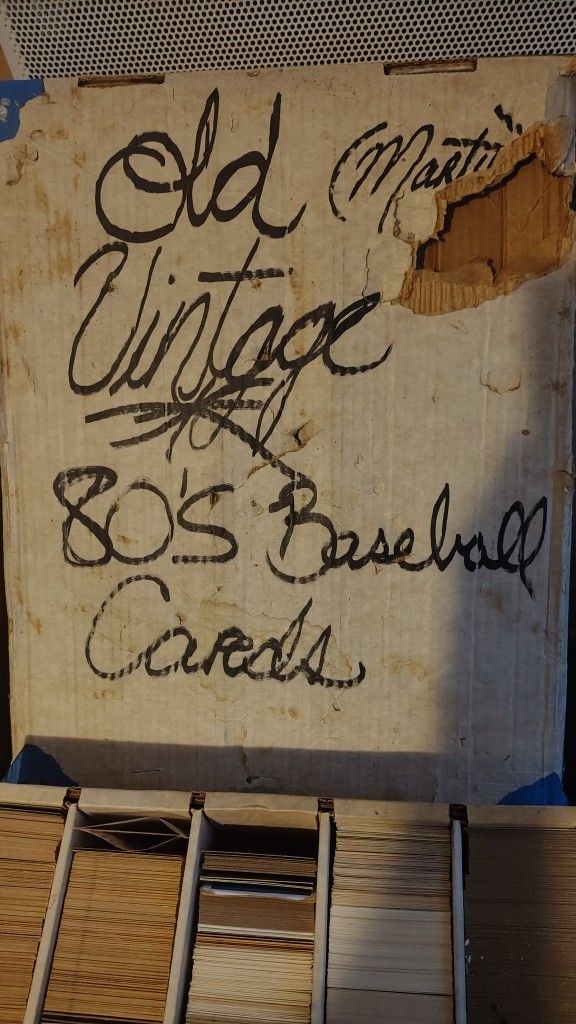 Old
Vintage
80's Baseball
Cards